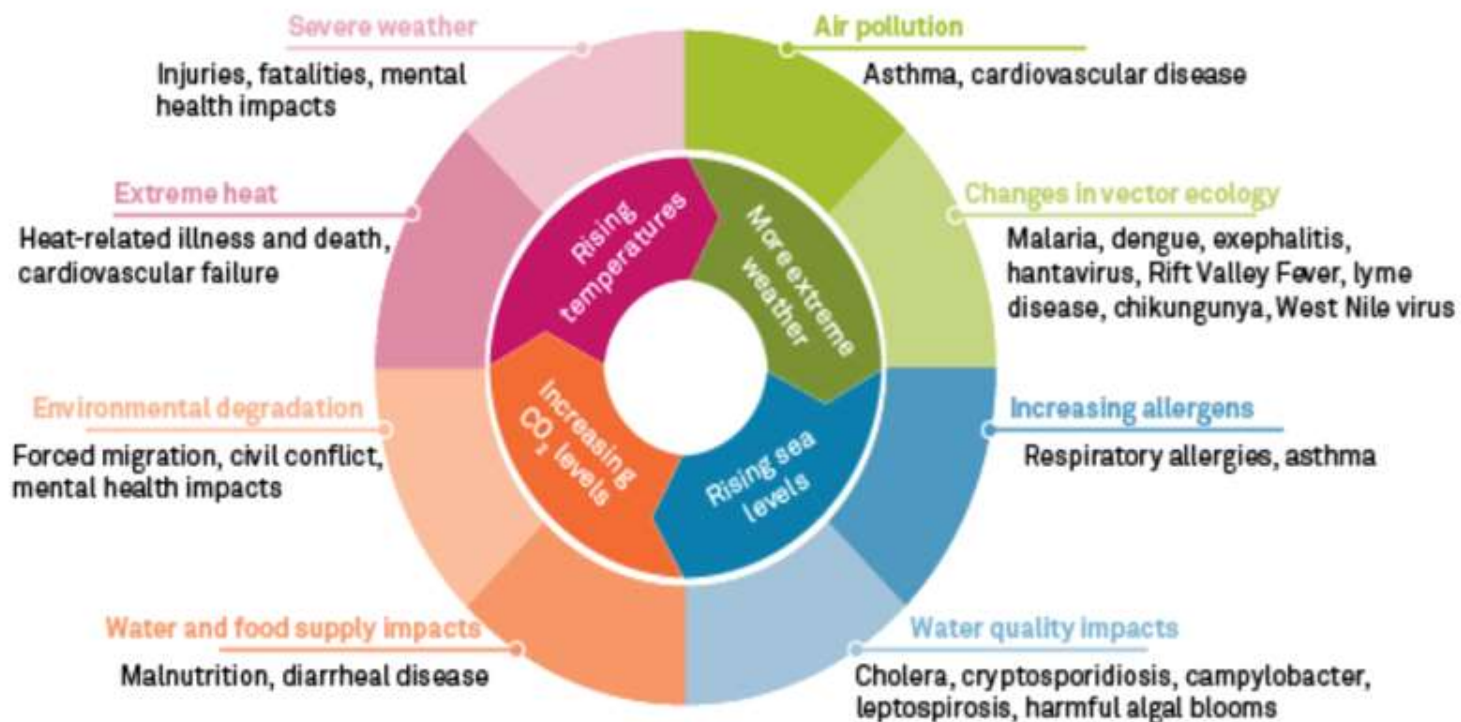 Severe weather
Injuries, fatalities, mental
health impacts
Air pollution
Asthma, cardiovascular disease
Extreme heat
Heat-related illness and death,
cardiovascular failure
Changes in vector ecology
Malaria, dengue, exephalitis,
hantavirus, Rift Valley Fever, lyme
disease, chikungunya, West Nile virus
Rising
temperatures
More extreme
weather
Increasing
CO₂ levels
Rising sea
levels
Environmental degradation
Forced migration, civil conflict,
mental health impacts
Increasing allergens
Respiratory allergies, asthma
Water and food supply impacts
Malnutrition, diarrheal disease
Water quality impacts
Cholera, cryptosporidiosis, campylobacter,
leptospirosis, harmful algal blooms